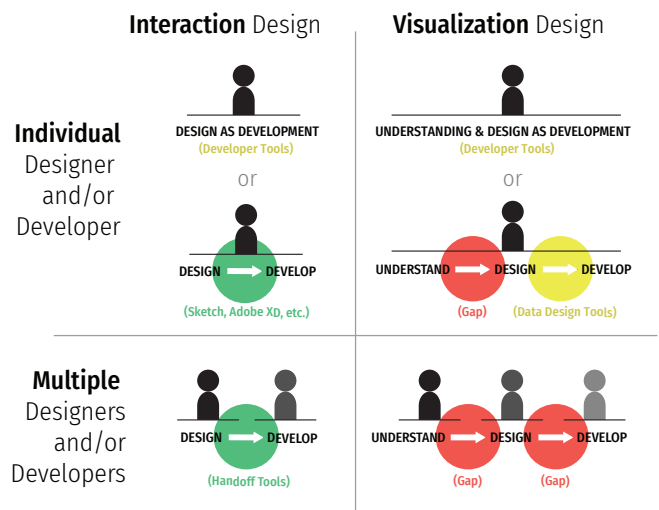 Interaction Design
Visualization Design
Individual
Designer
and/or
Developer
DESIGN AS DEVELOPMENT
(Developer Tools)
or
DESIGN DEVELOP
(Sketch, Adobe XD, etc.)
UNDERSTANDING & DESIGN AS DEVELOPMENT
(Developer Tools)
or
UNDERSTAND DESIGN DEVELOP
(Gap) (Data Design Tools)
Multiple
Designers
and/or
Developers
DESIGN DEVELOP
(Handoff Tools)
UNDERSTAND DESIGN DEVELOP
(Gap) (Gap)